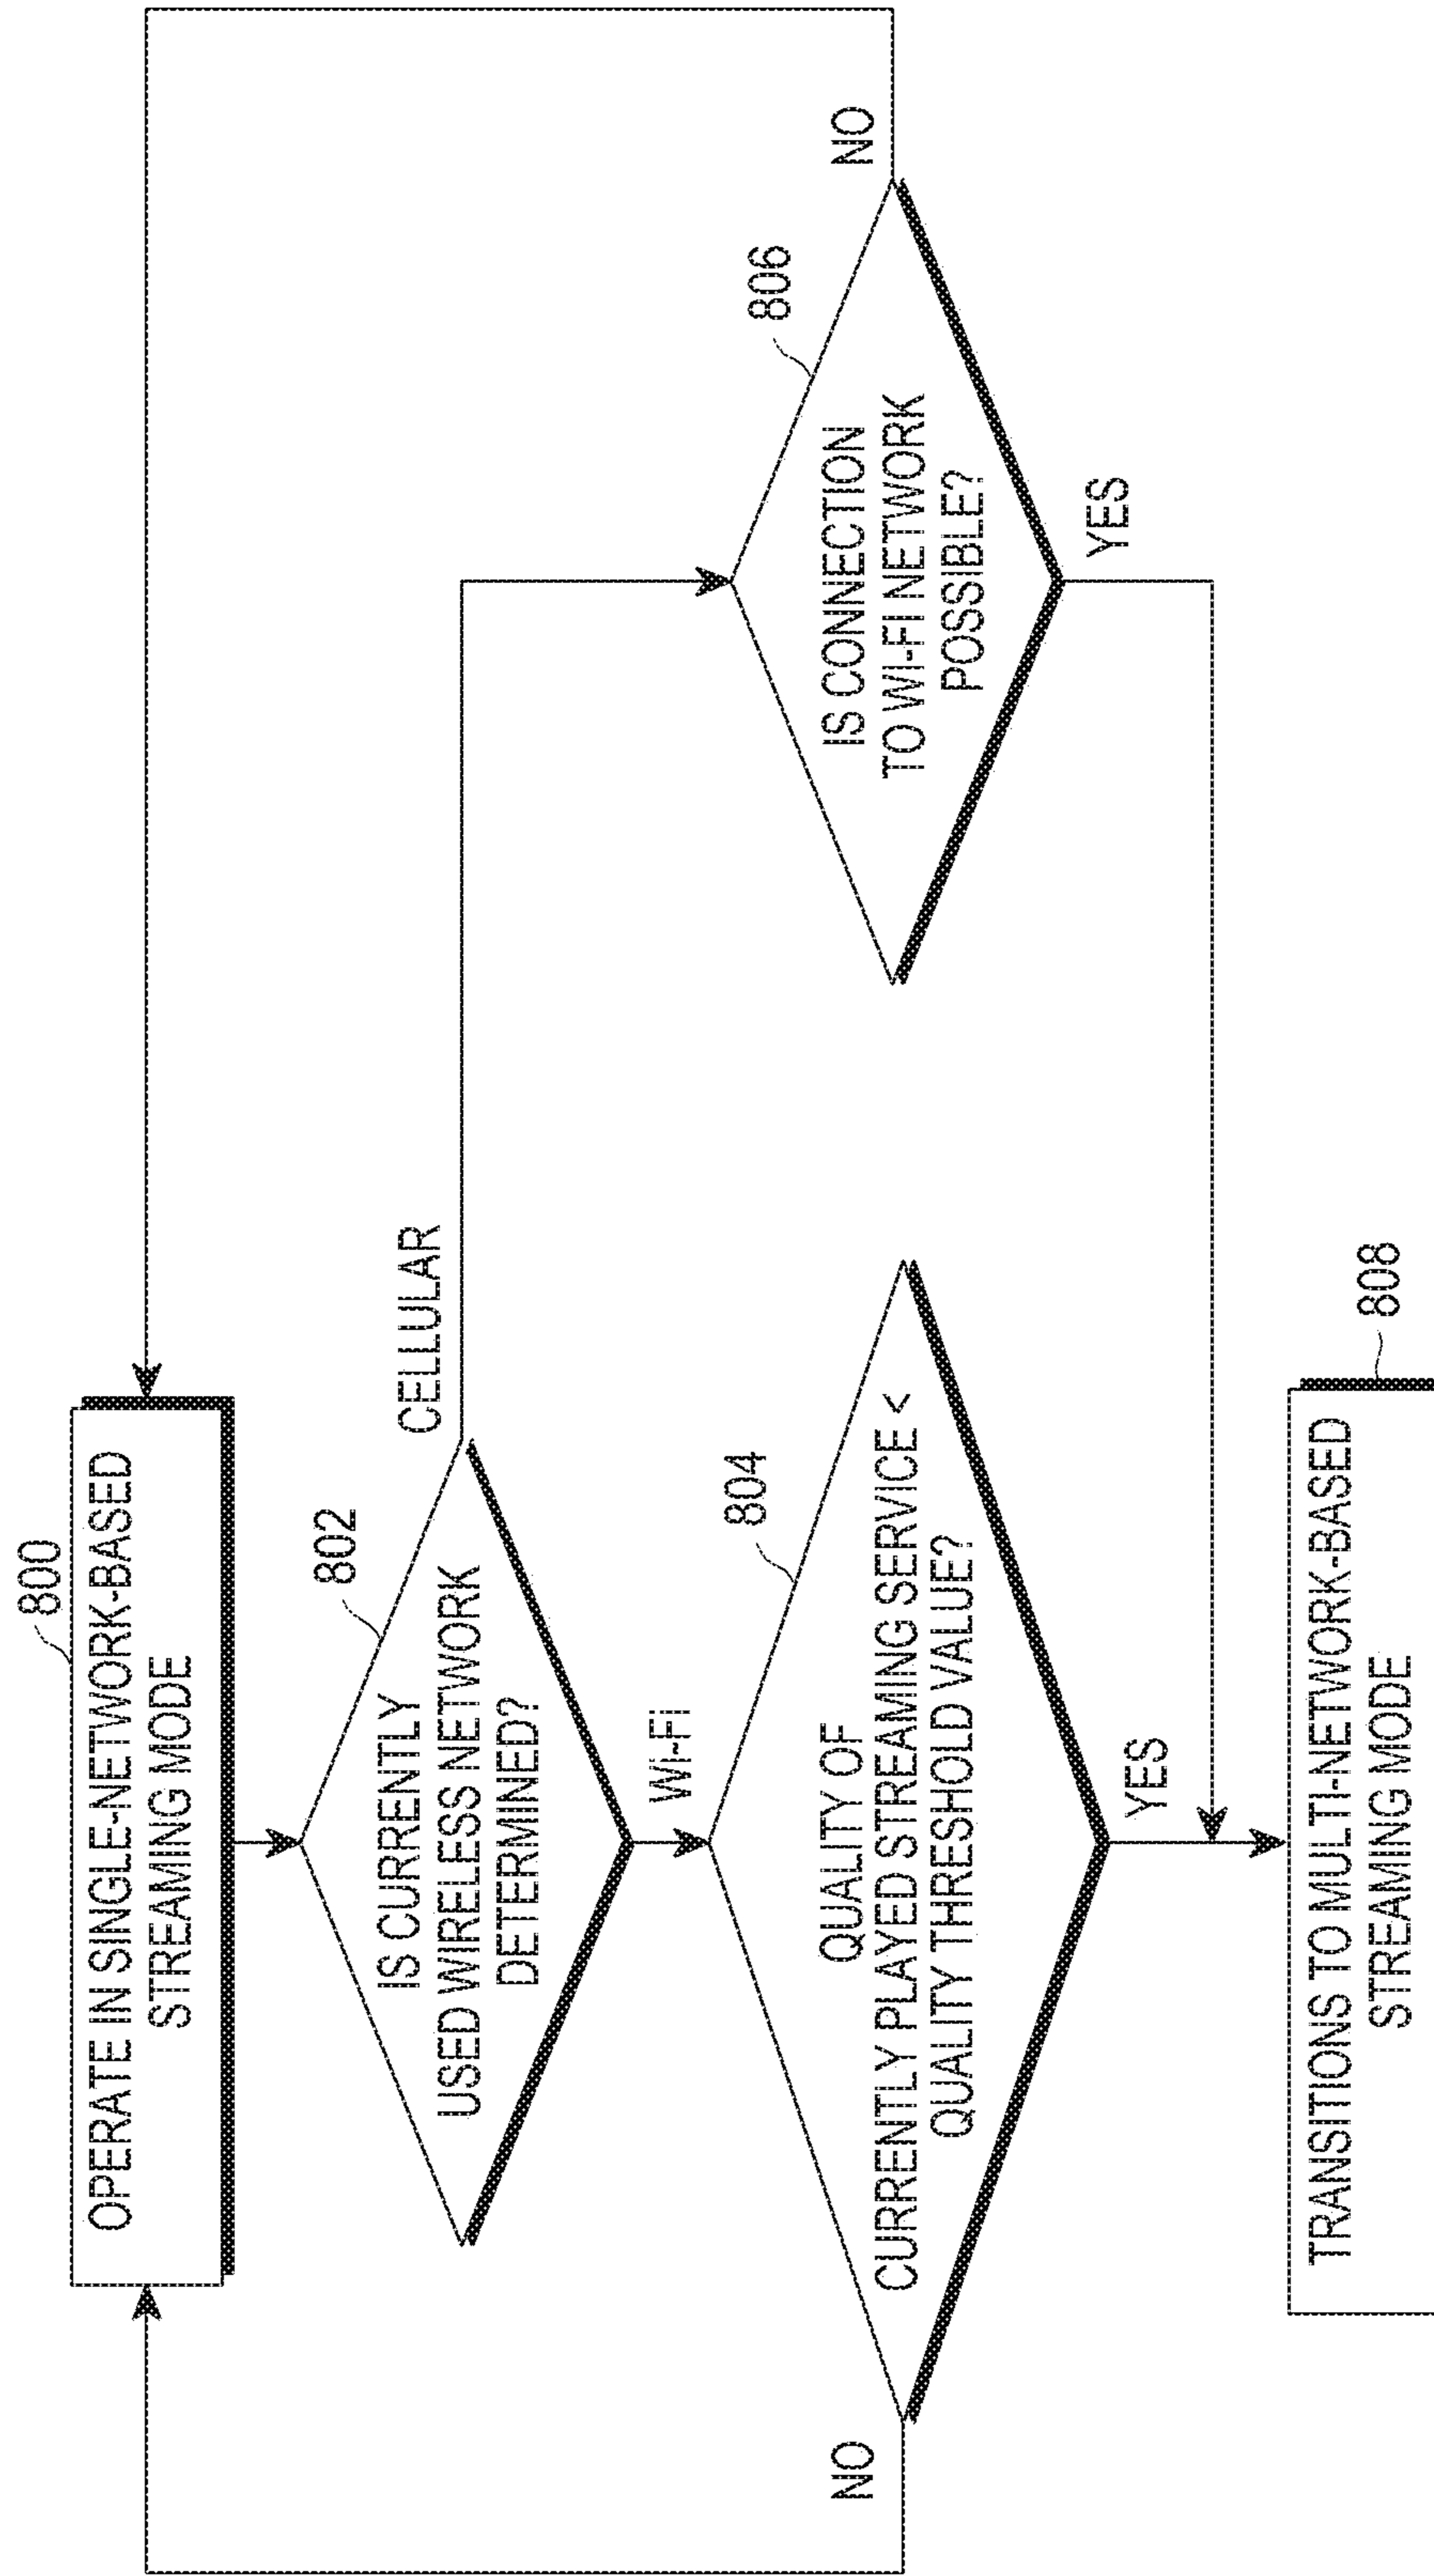 800
OPERATE IN SINGLE-NETWORK-BASED
STREAMING MODE
802
IS CURRENTLY
USED WIRELESS NETWORK
DETERMINED?
CELLULAR
Wi-Fi
804
QUALITY OF
CURRENTLY PLAYED STREAMING SERVICE <
QUALITY THRESHOLD VALUE?
NO
YES
806
IS CONNECTION
TO WI-FI NETWORK
POSSIBLE?
NO
YES
TRANSITIONS TO MULTI-NETWORK-BASED
STREAMING MODE
808